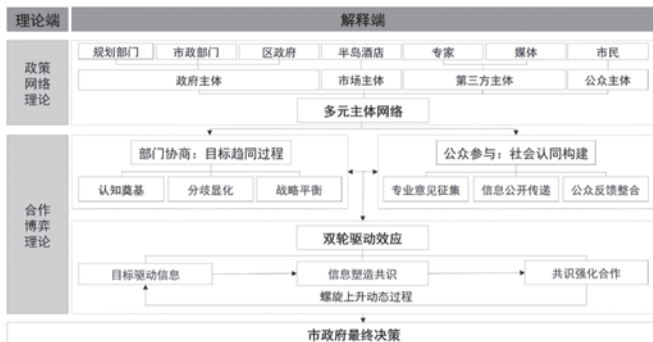 理论端 解释端
规划部门 市政部门 区政府 半岛酒店 专家 媒体 市民
政策
网络
理论
政府主体 市场主体 第三方主体 公众主体
多元主体网络
部门协商：目标趋同过程 公众参与：社会认同构建
认知奠基 分歧显化 战略平衡 专业意见征集 信息公开传递 公众反馈整合
合作
博弈
理论
双轮驱动效应
目标驱动信息 信息塑造共识 共识强化合作
螺旋上升动态过程
市政府最终决策